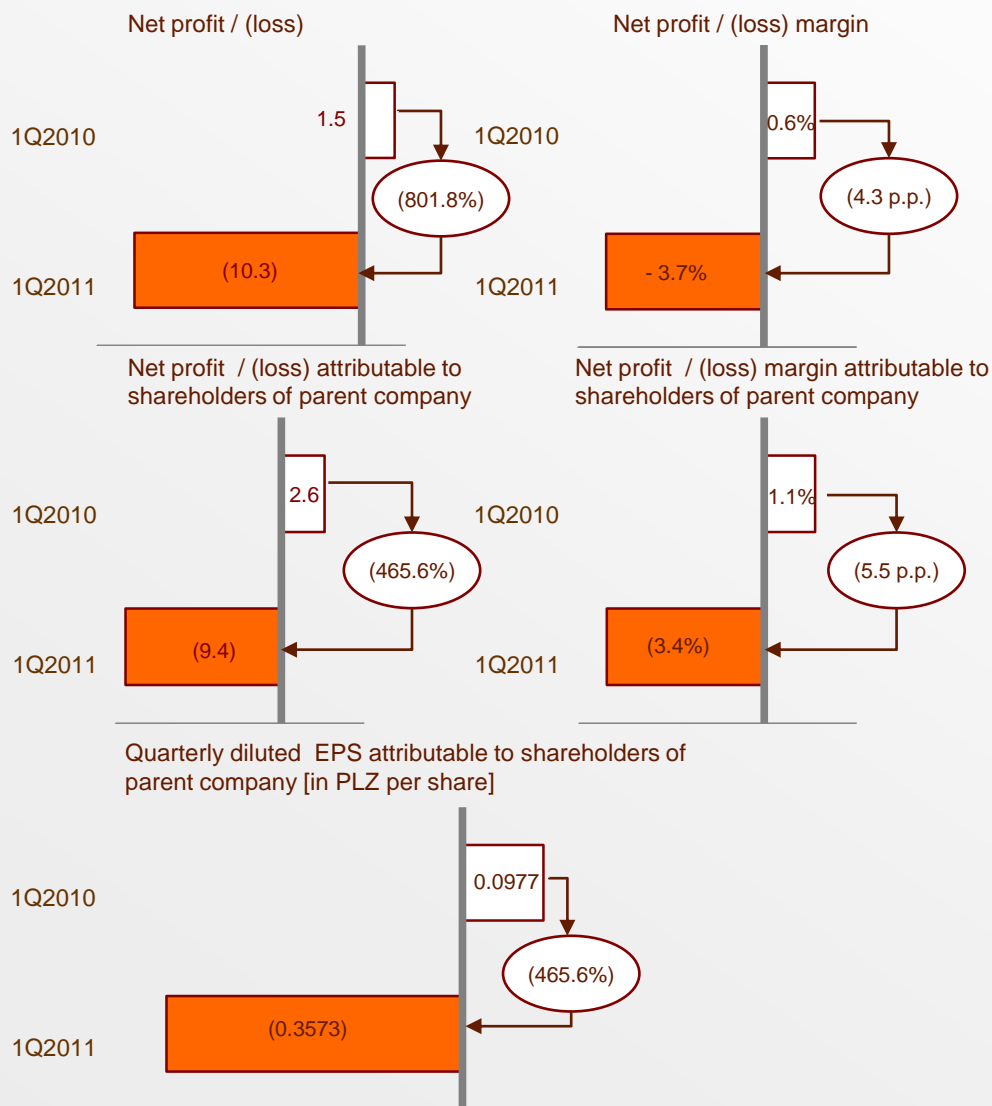 Net profit / (loss)
1Q2010
1.5
(801.8%)
1Q2011
(10.3)
Net profit / (loss) margin
1Q2010
0.6%
(4.3 p.p.)
1Q2011
- 3.7%
Net profit / (loss) attributable to
shareholders of parent company
1Q2010
2.6
(465.6%)
1Q2011
(9.4)
Net profit / (loss) margin attributable to
shareholders of parent company
1Q2010
1.1%
(5.5 p.p.)
1Q2011
(3.4%)
Quarterly diluted EPS attributable to shareholders of
parent company [in PLZ per share]
1Q2010
0.0977
(465.6%)
1Q2011
(0.3573)